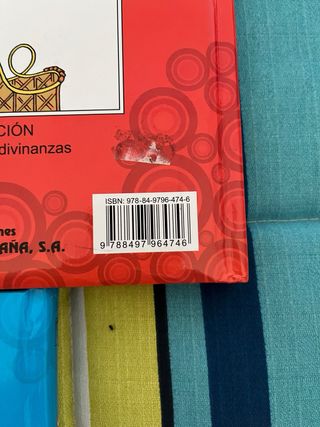 CIÓN
divinanzas
ISBN: 978-84-9796-474-6
9 788497 964746
nes
AÑA, S.A.